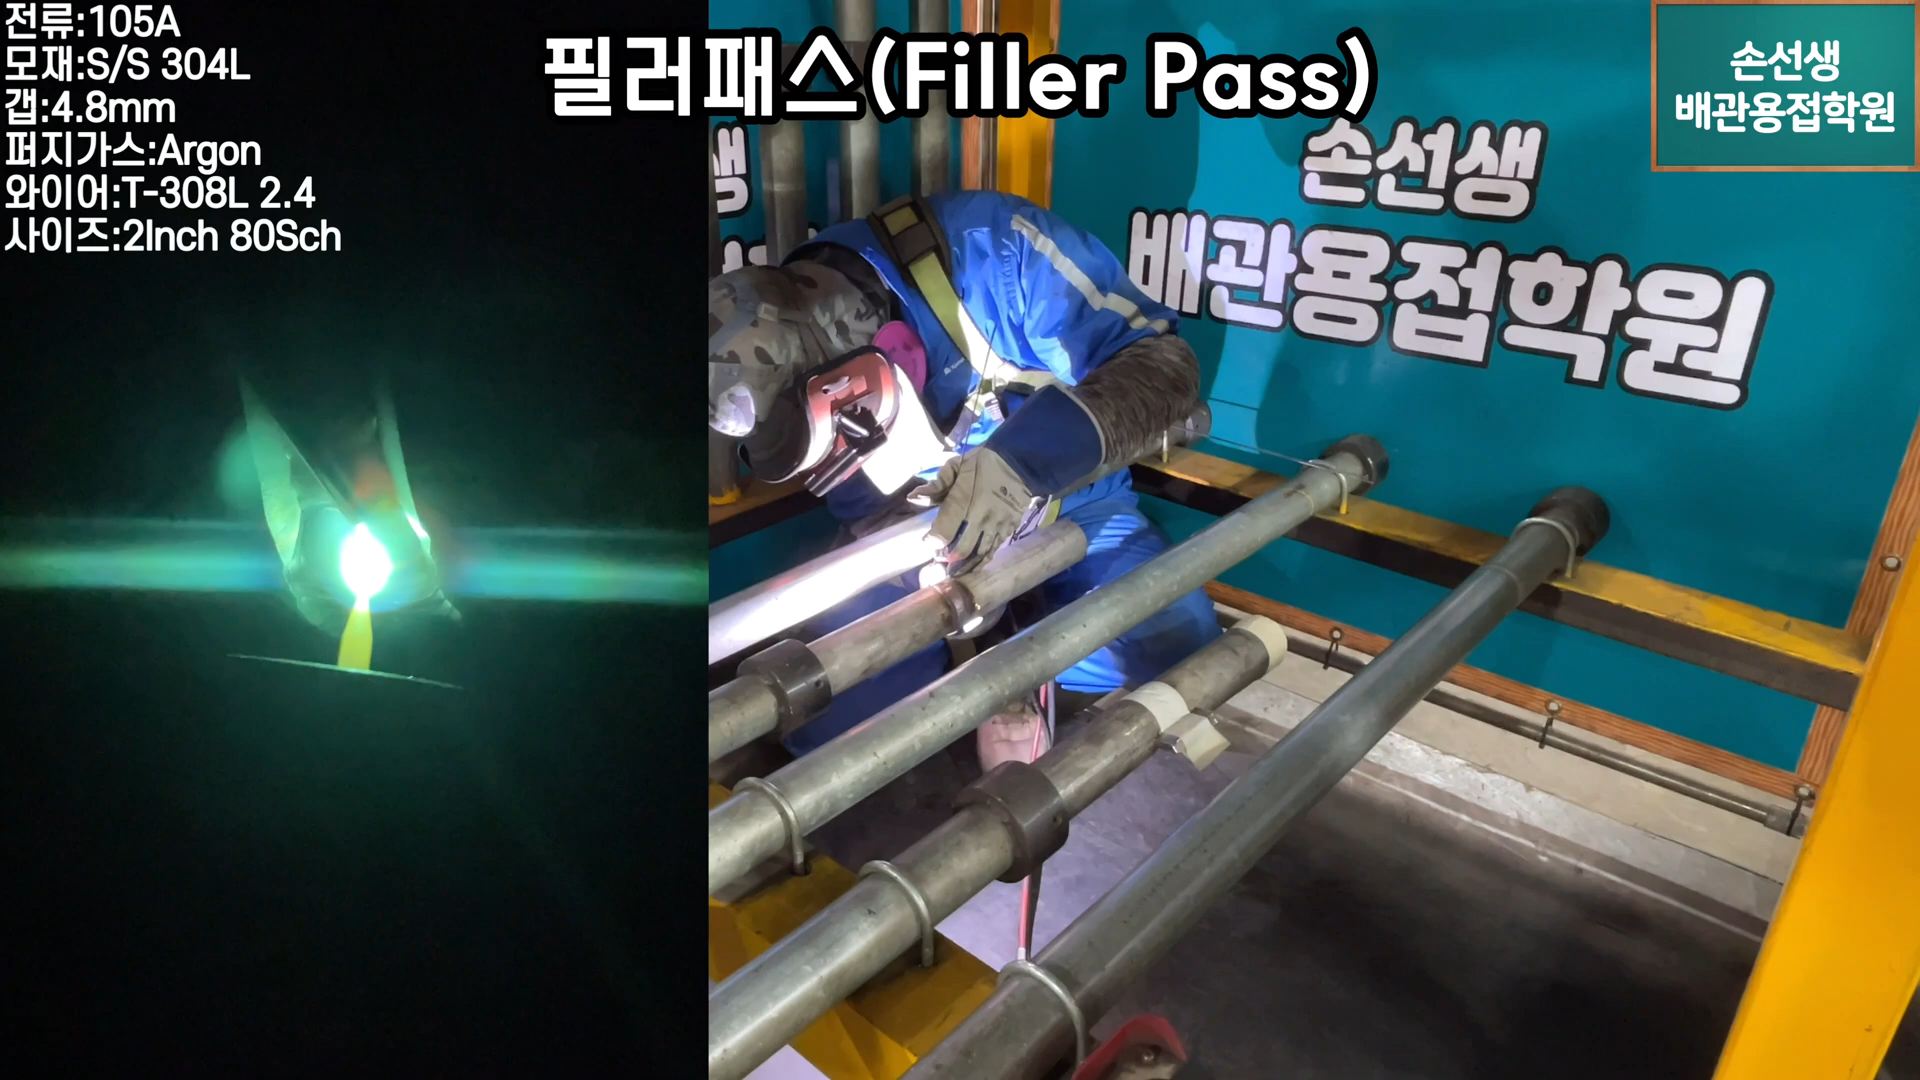 전류:105A
모재:S/S 304L
갭:4.8mm
퍼지가스:Argon
와이어:T-308L 2.4
사이즈:2Inch 80Sch
필러패스(Filler Pass)
손선생
배관용접학원
생
손선생
배관용접학원